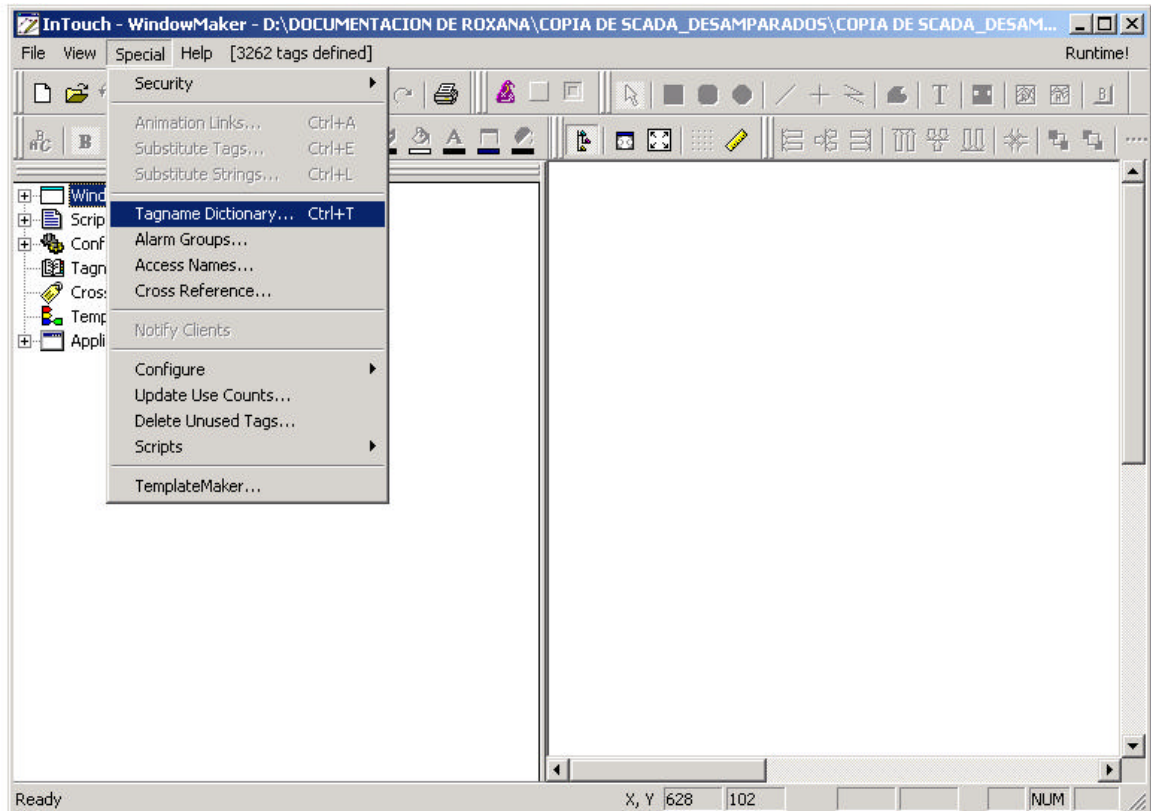 InTouch - WindowMaker - D:\DOCUMENTACION DE ROXANA\COPIA DE SCADA_DESAMPARADOS\COPIA DE SCADA_DESAM...
File View Special Help [3262 tags defined] Runtime!
Security
Animation Links... Ctrl+A
Substitute Tags... Ctrl+E
Substitute Strings... Ctrl+L
Tagname Dictionary... Ctrl+T
Alarm Groups...
Access Names...
Cross Reference...
Notify Clients
Configure
Update Use Counts...
Delete Unused Tags...
Scripts
TemplateMaker...
Wind
Scrip
Conf
Tagn
Cros
Temp
Appli
Ready X, Y 628 102 NUM